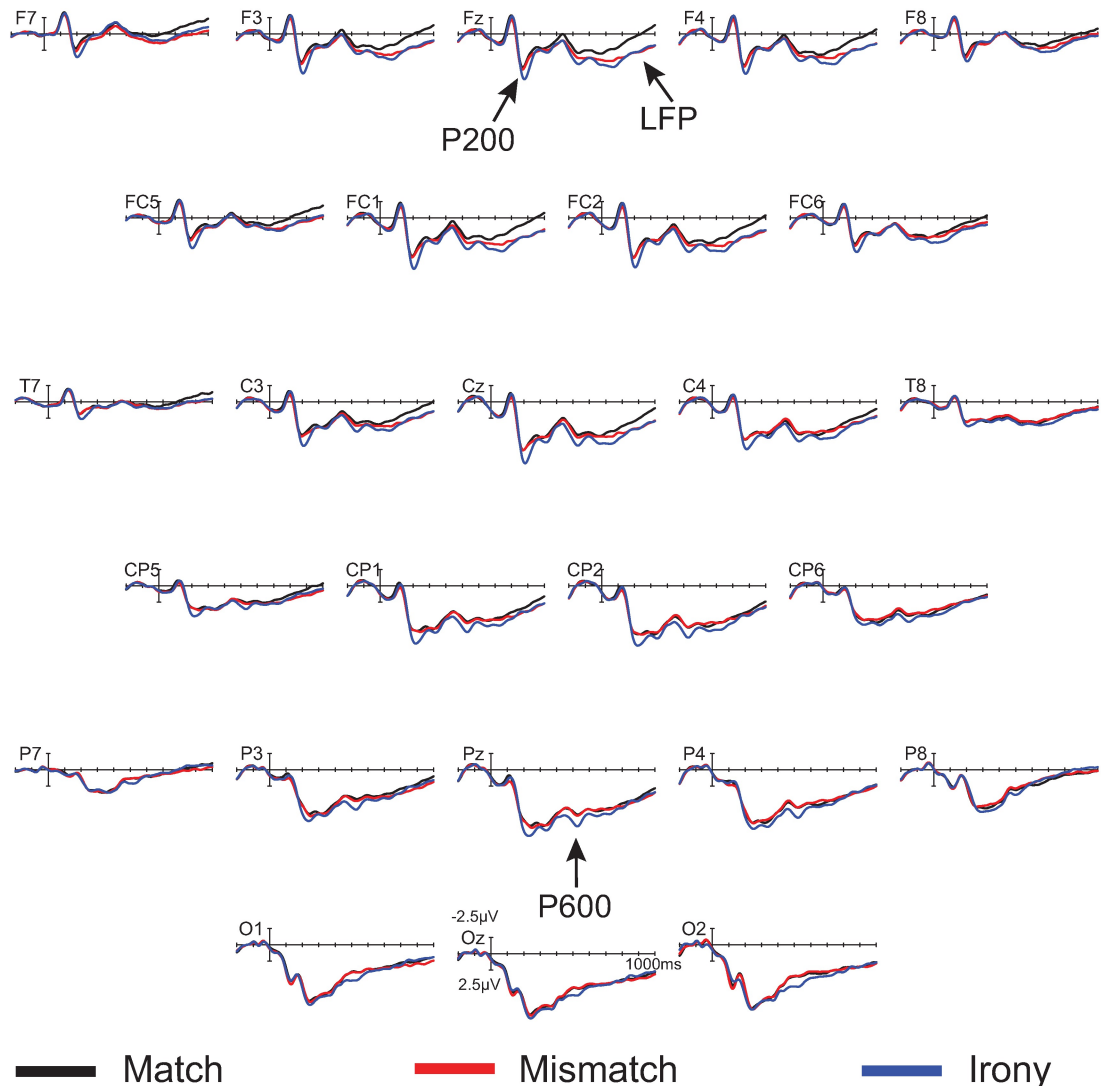 F7 F3 Fz F4 F8
P200 LFP
FC5 FC1 FC2 FC6
T7 C3 Cz C4 T8
CP5 CP1 CP2 CP6
P7 P3 Pz P4 P8
P600
-2.5µV
O1 Oz O2
1000ms
2.5µV
Match Mismatch Irony